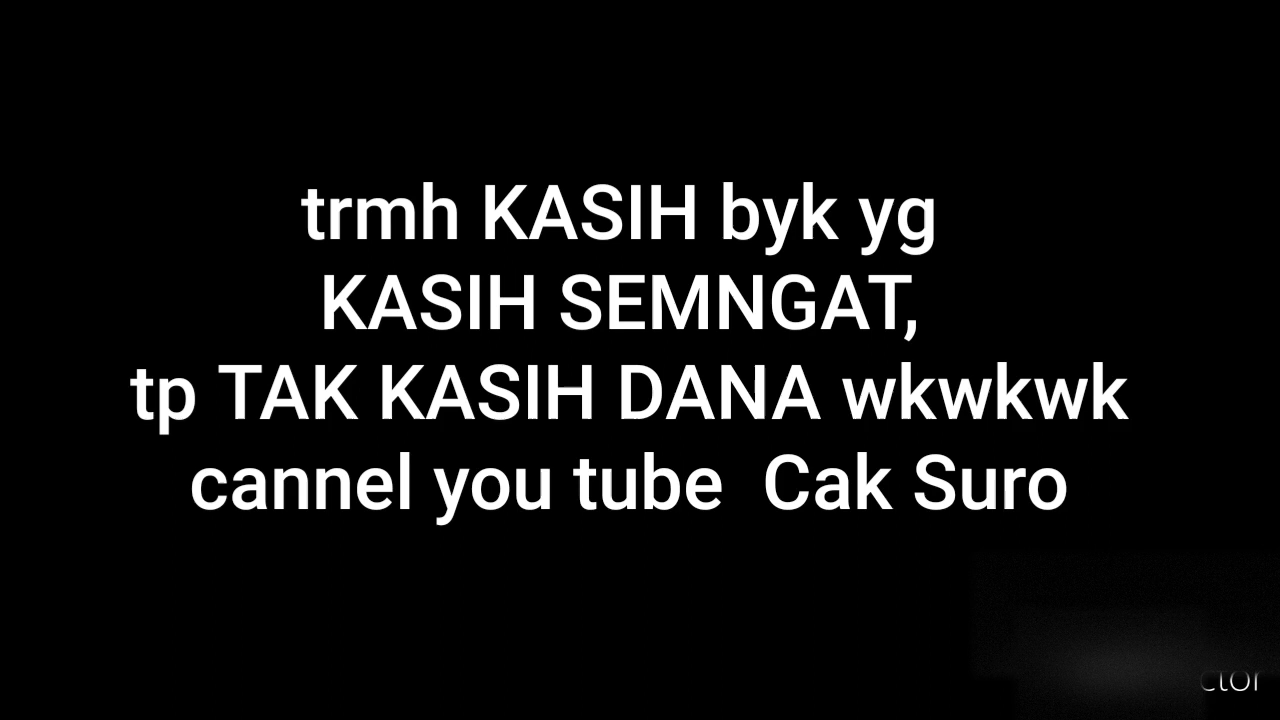 trmh KASIH byk yg
KASIH SEMNGAT,
tp TAK KASIH DANA wkwkwk
cannel you tube  Cak Suro